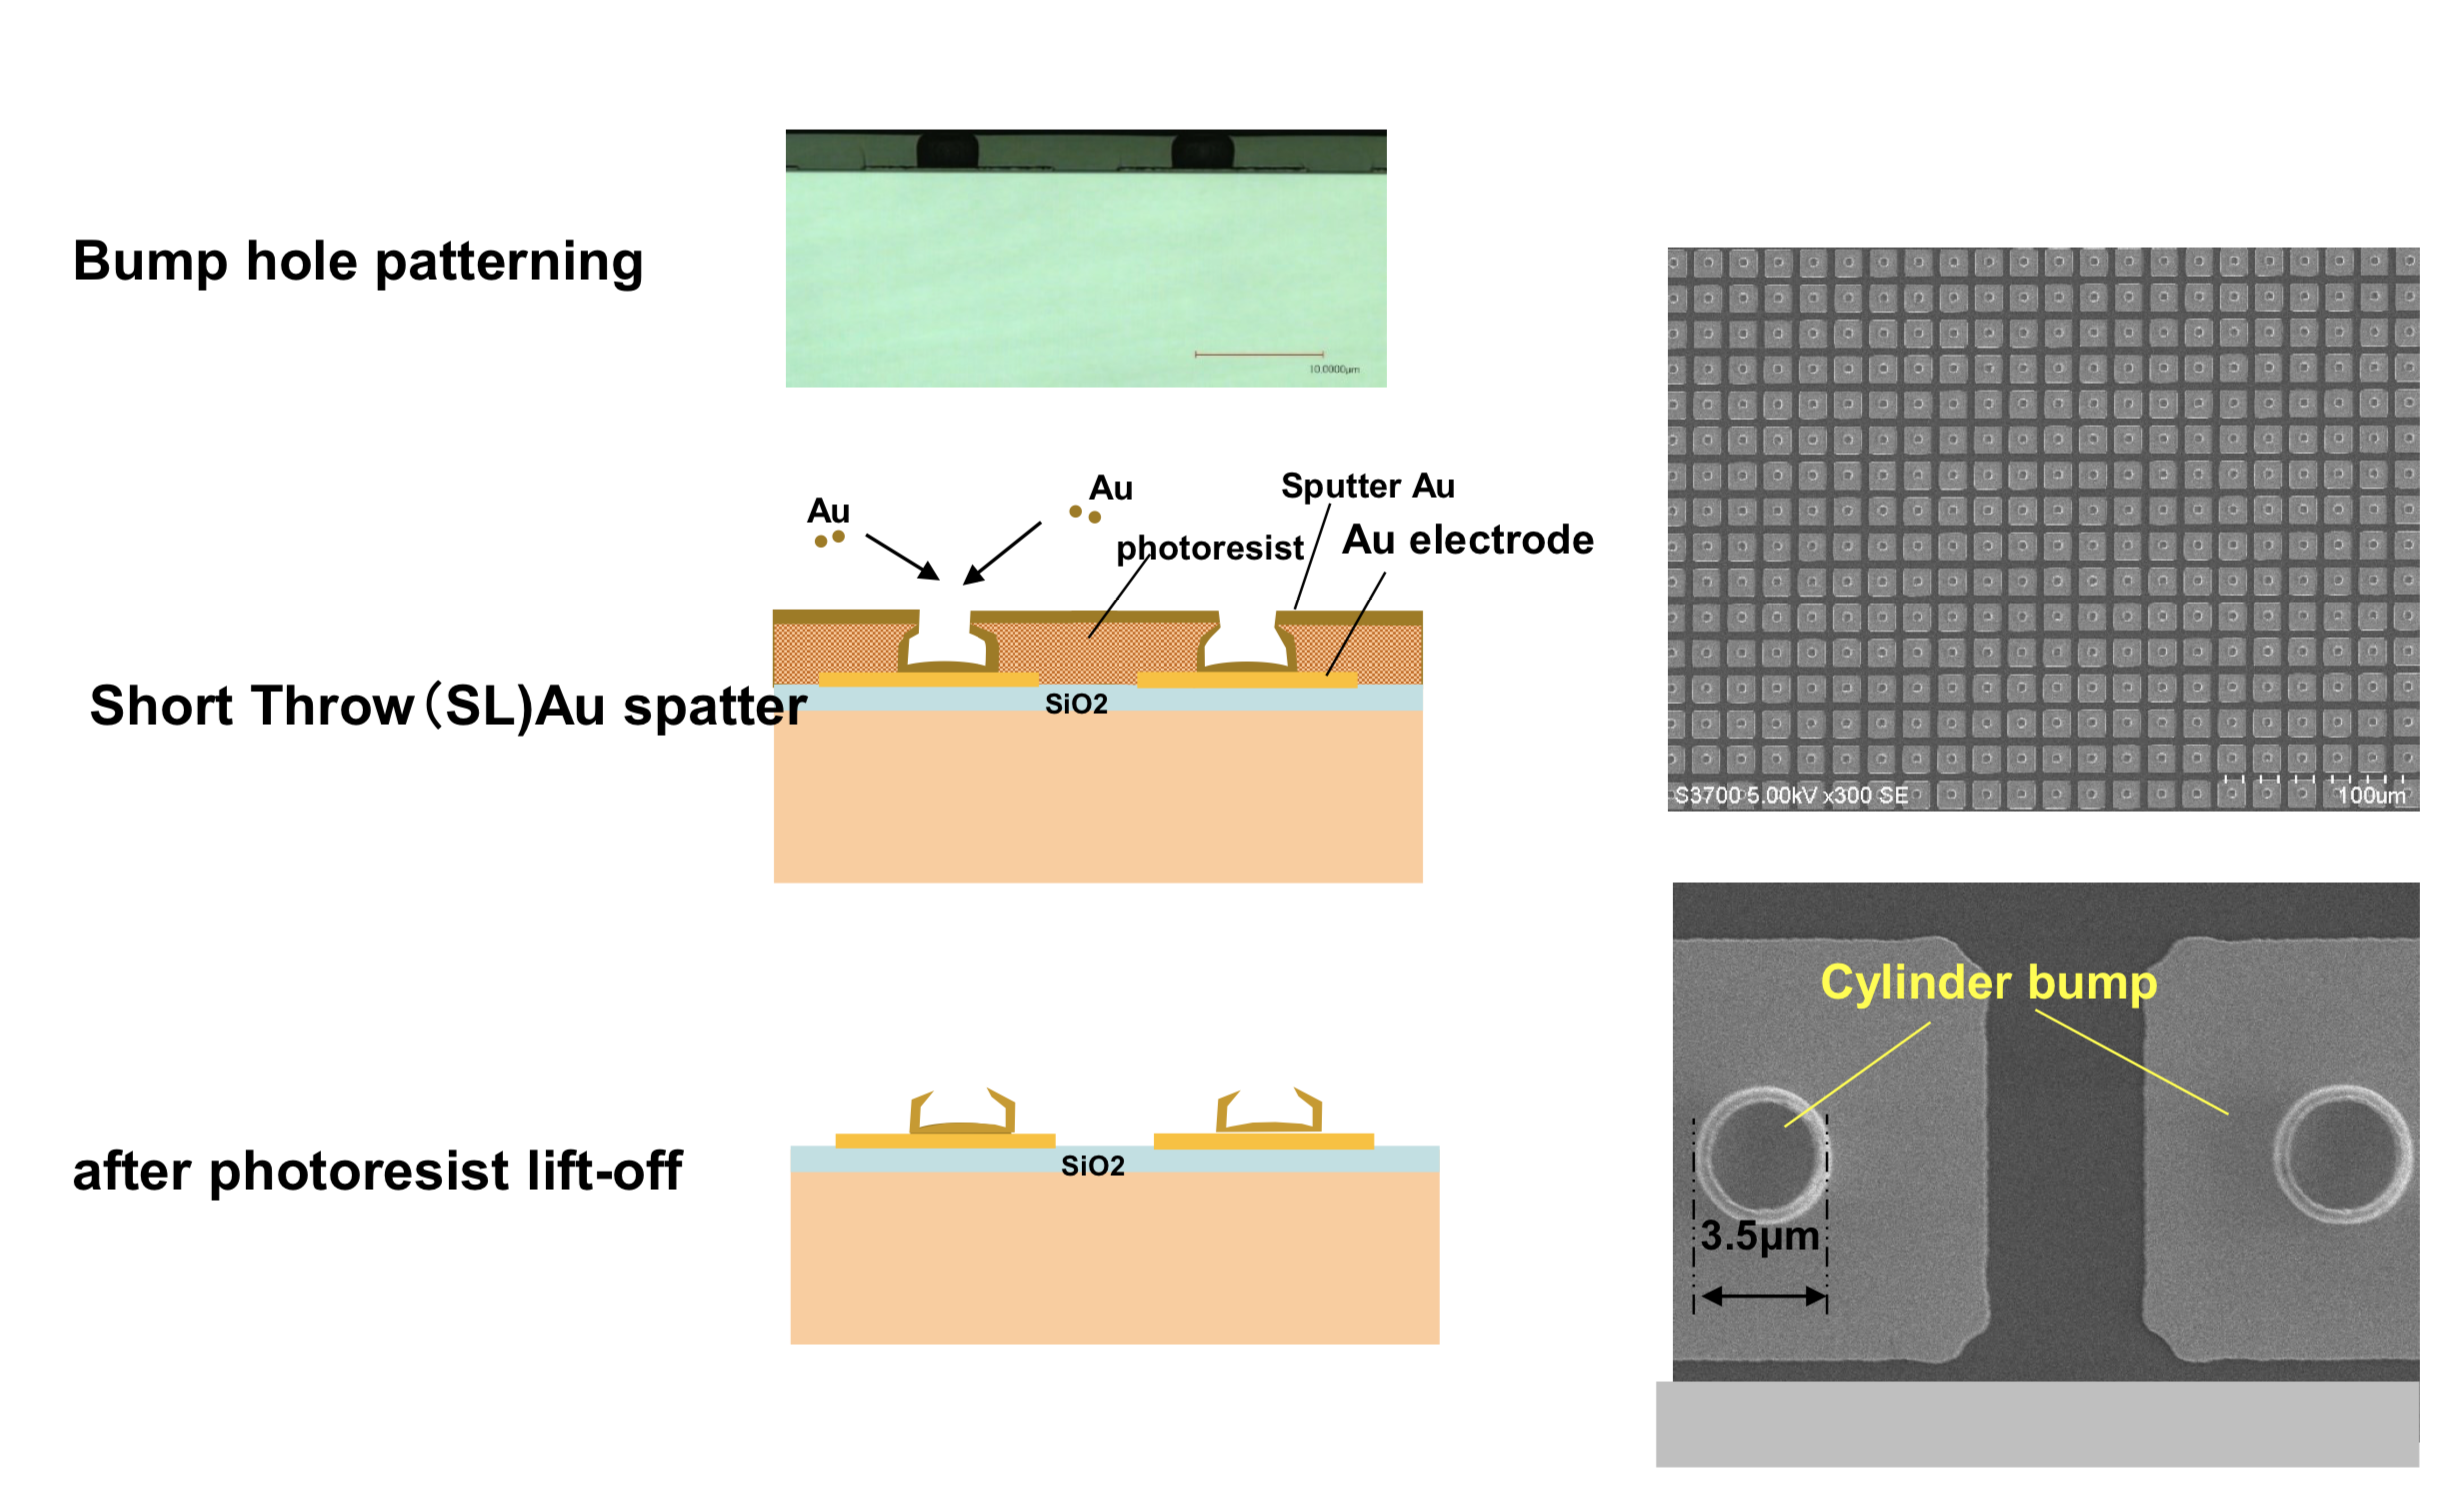 Bump hole patterning
10.0000µm
Au
Au
Sputter Au
photoresist
Au electrode
Short Throw（SL)Au spatter
SiO2
S3700 5.00kV x300 SE
100um
Cylinder bump
3.5µm
after photoresist lift-off
SiO2